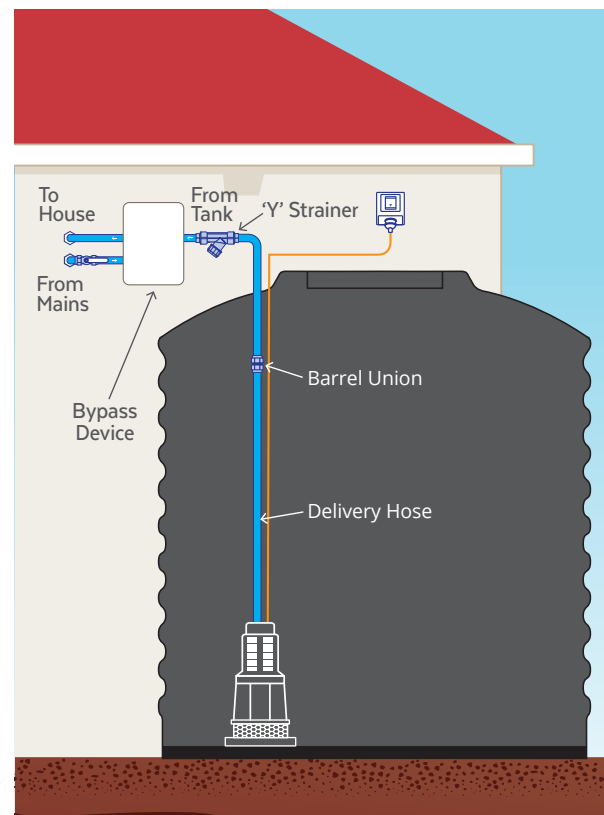 To
House
From
Tank
‘Y’ Strainer
From
Mains
Barrel Union
Bypass
Device
Delivery Hose